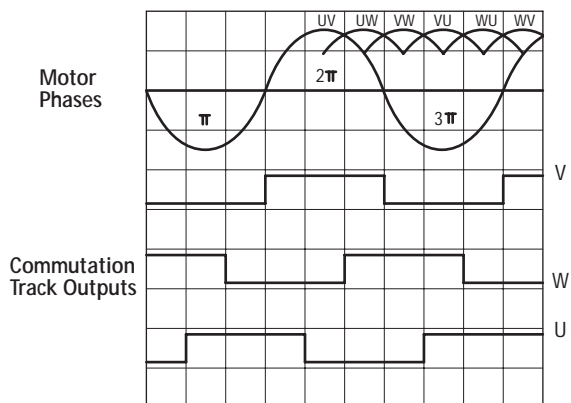 UV UW VW VU WU WV
Motor
Phases
2π
π 3π
V
Commutation
Track Outputs
W
U